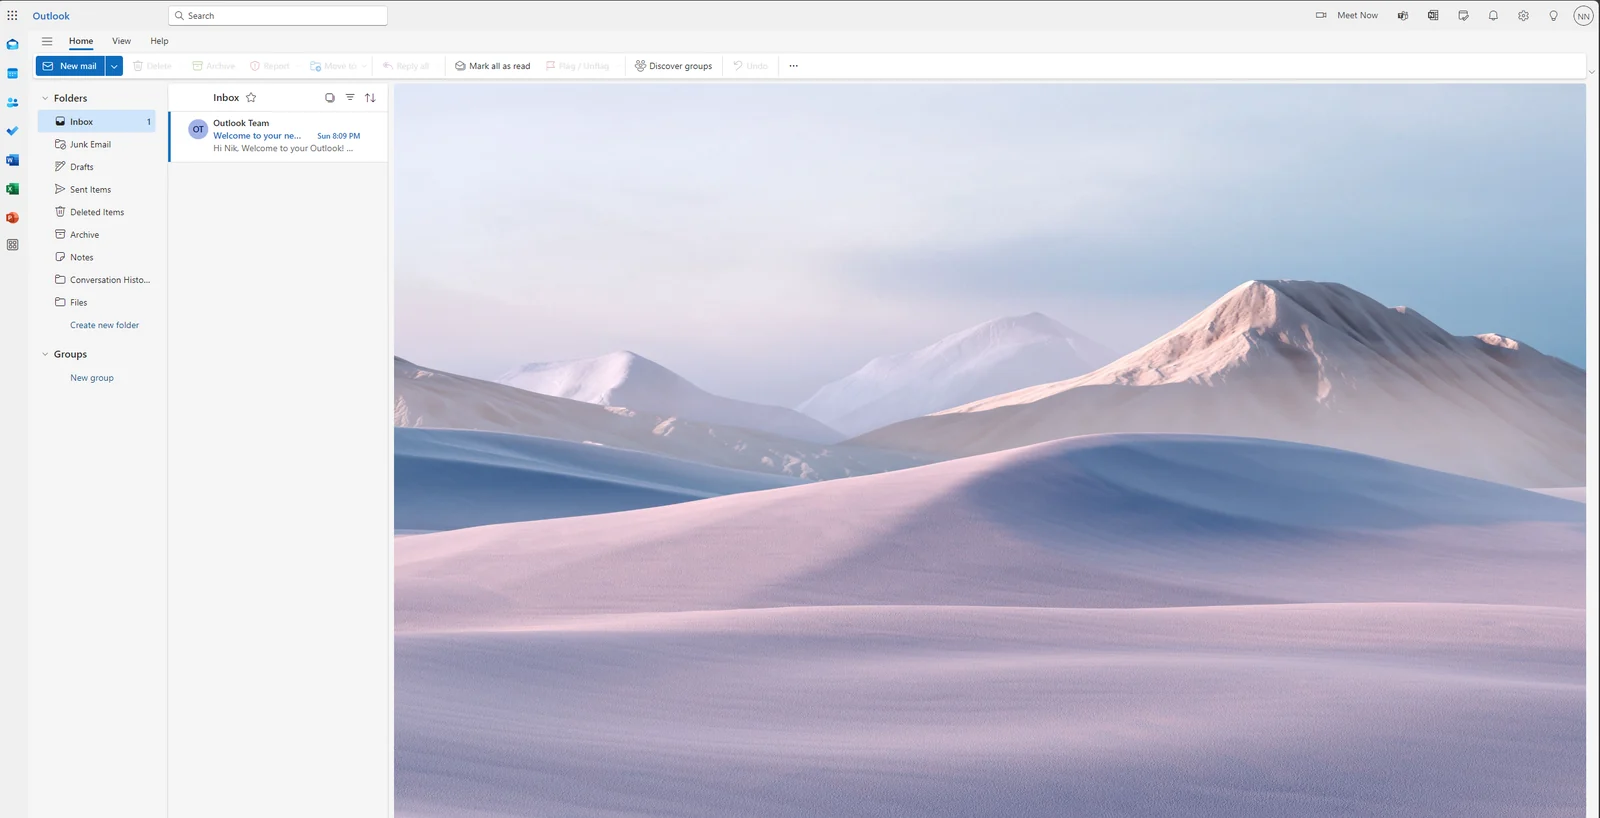 Outlook
Search
Meet Now
NN
Home View Help
New mail Delete Archive Report Move to Reply all Mark all as read Flag / Unflag Discover groups Undo ...
Folders
Inbox 1
Junk Email
Drafts
Sent Items
Deleted Items
Archive
Notes
Conversation Histo...
Files
Create new folder
Groups
New group
Inbox
OT
Outlook Team
Welcome to your ne... Sun 8:09 PM
Hi Nik, Welcome to your Outlook! ...